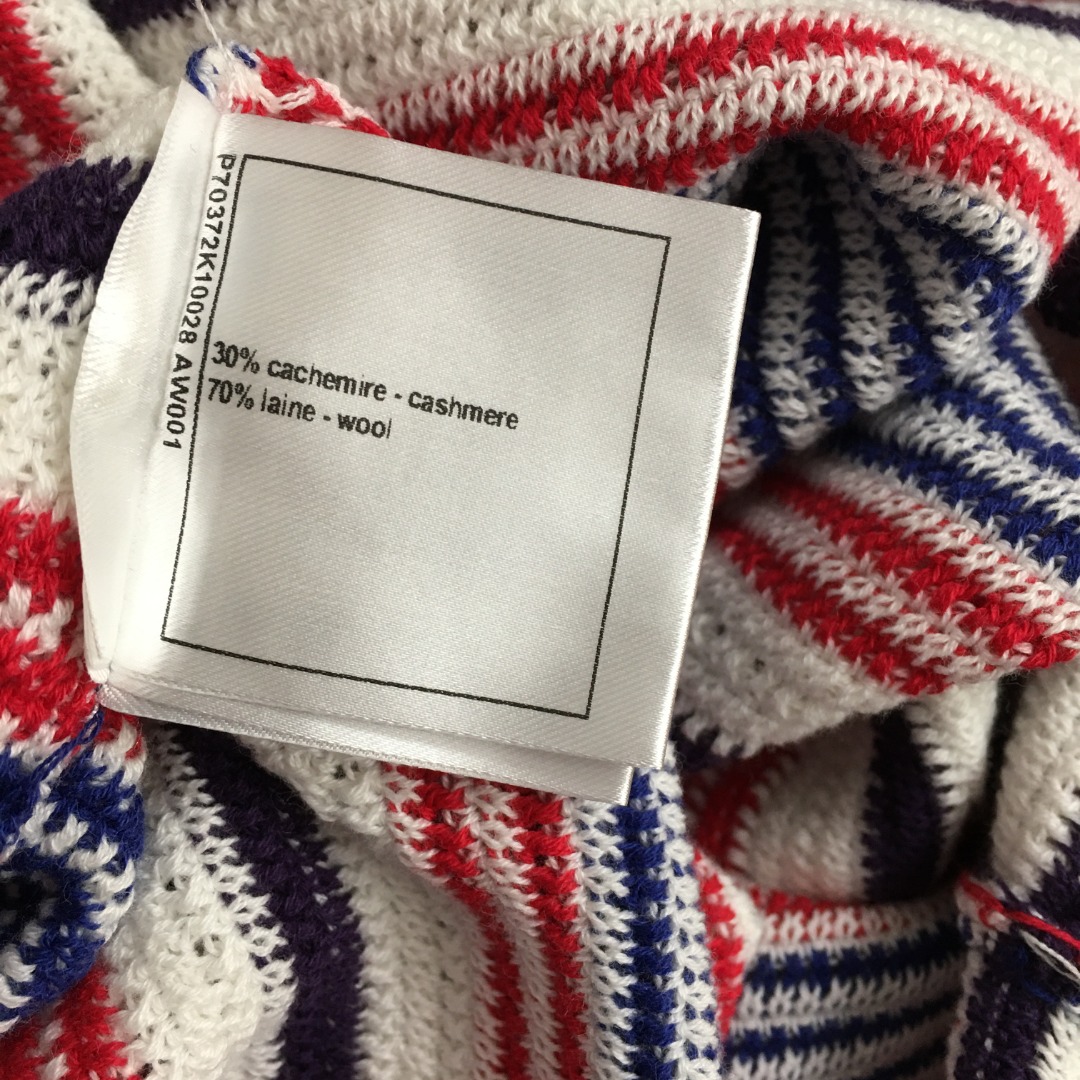 P70372K10028 AW001
30% cachemire - cashmere
70% laine - wool